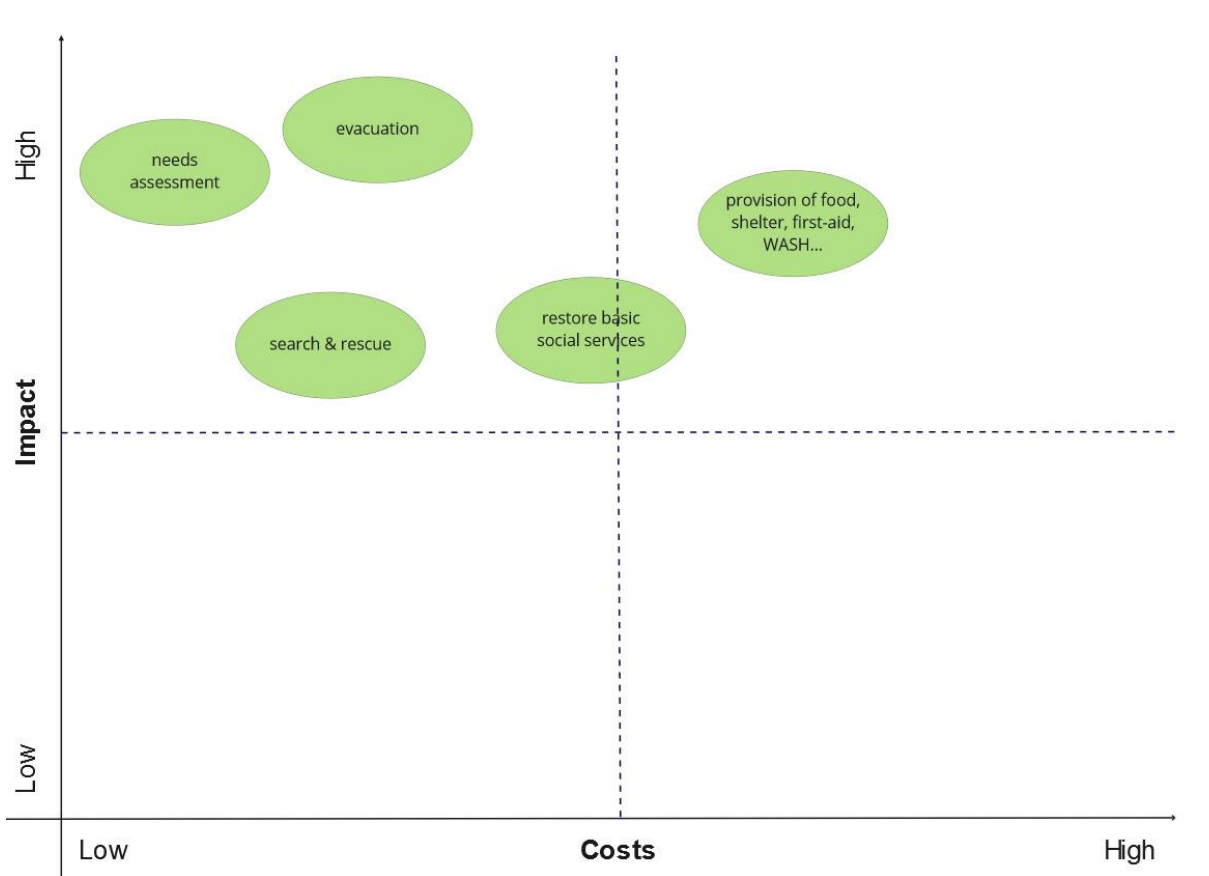 High
Impact
Low
needs
assessment
evacuation
provision of food,
shelter, first-aid,
WASH...
search & rescue
restore basic
social services
Low
Costs
High